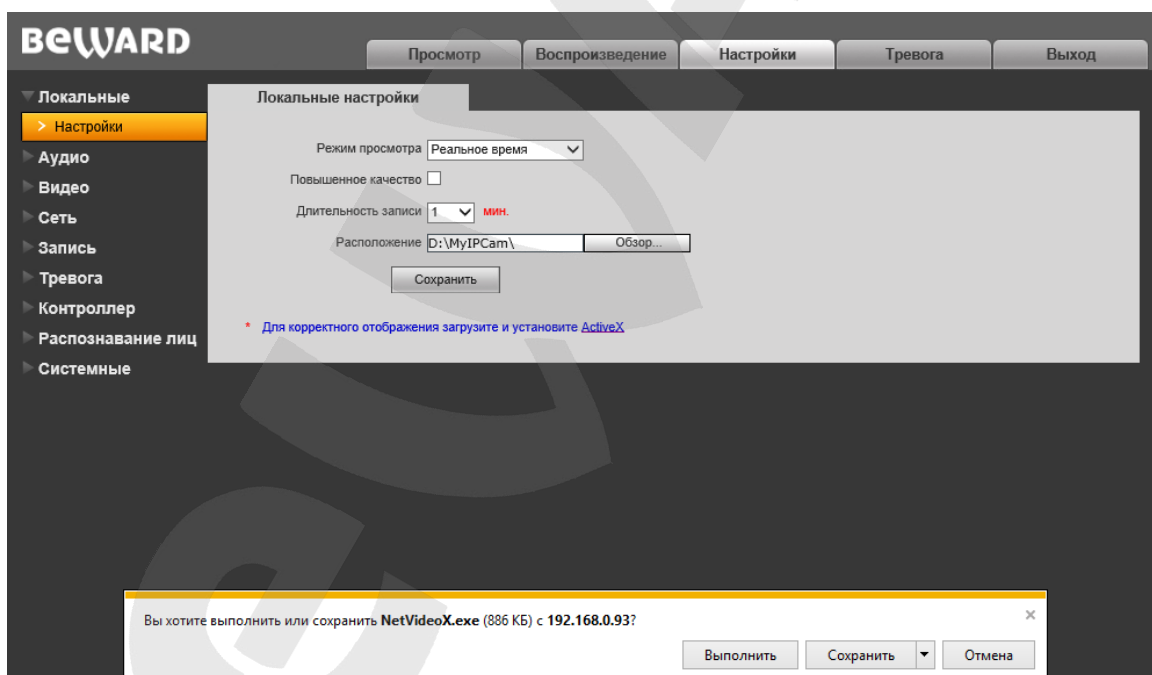 BEWARD
Просмотр Воспроизведение Настройки Тревога Выход
Локальные
> Настройки
Аудио
Видео
Сеть
Запись
Тревога
Контроллер
Распознавание лиц
Системные
Локальные настройки
Режим просмотра Реальное время
Повышенное качество
Длительность записи 1 мин.
Расположение D:\MyIPCam\ Обзор...
Сохранить
* Для корректного отображения загрузите и установите ActiveX
Вы хотите выполнить или сохранить NetVideoX.exe (886 КБ) с 192.168.0.93?
Выполнить Сохранить Отмена